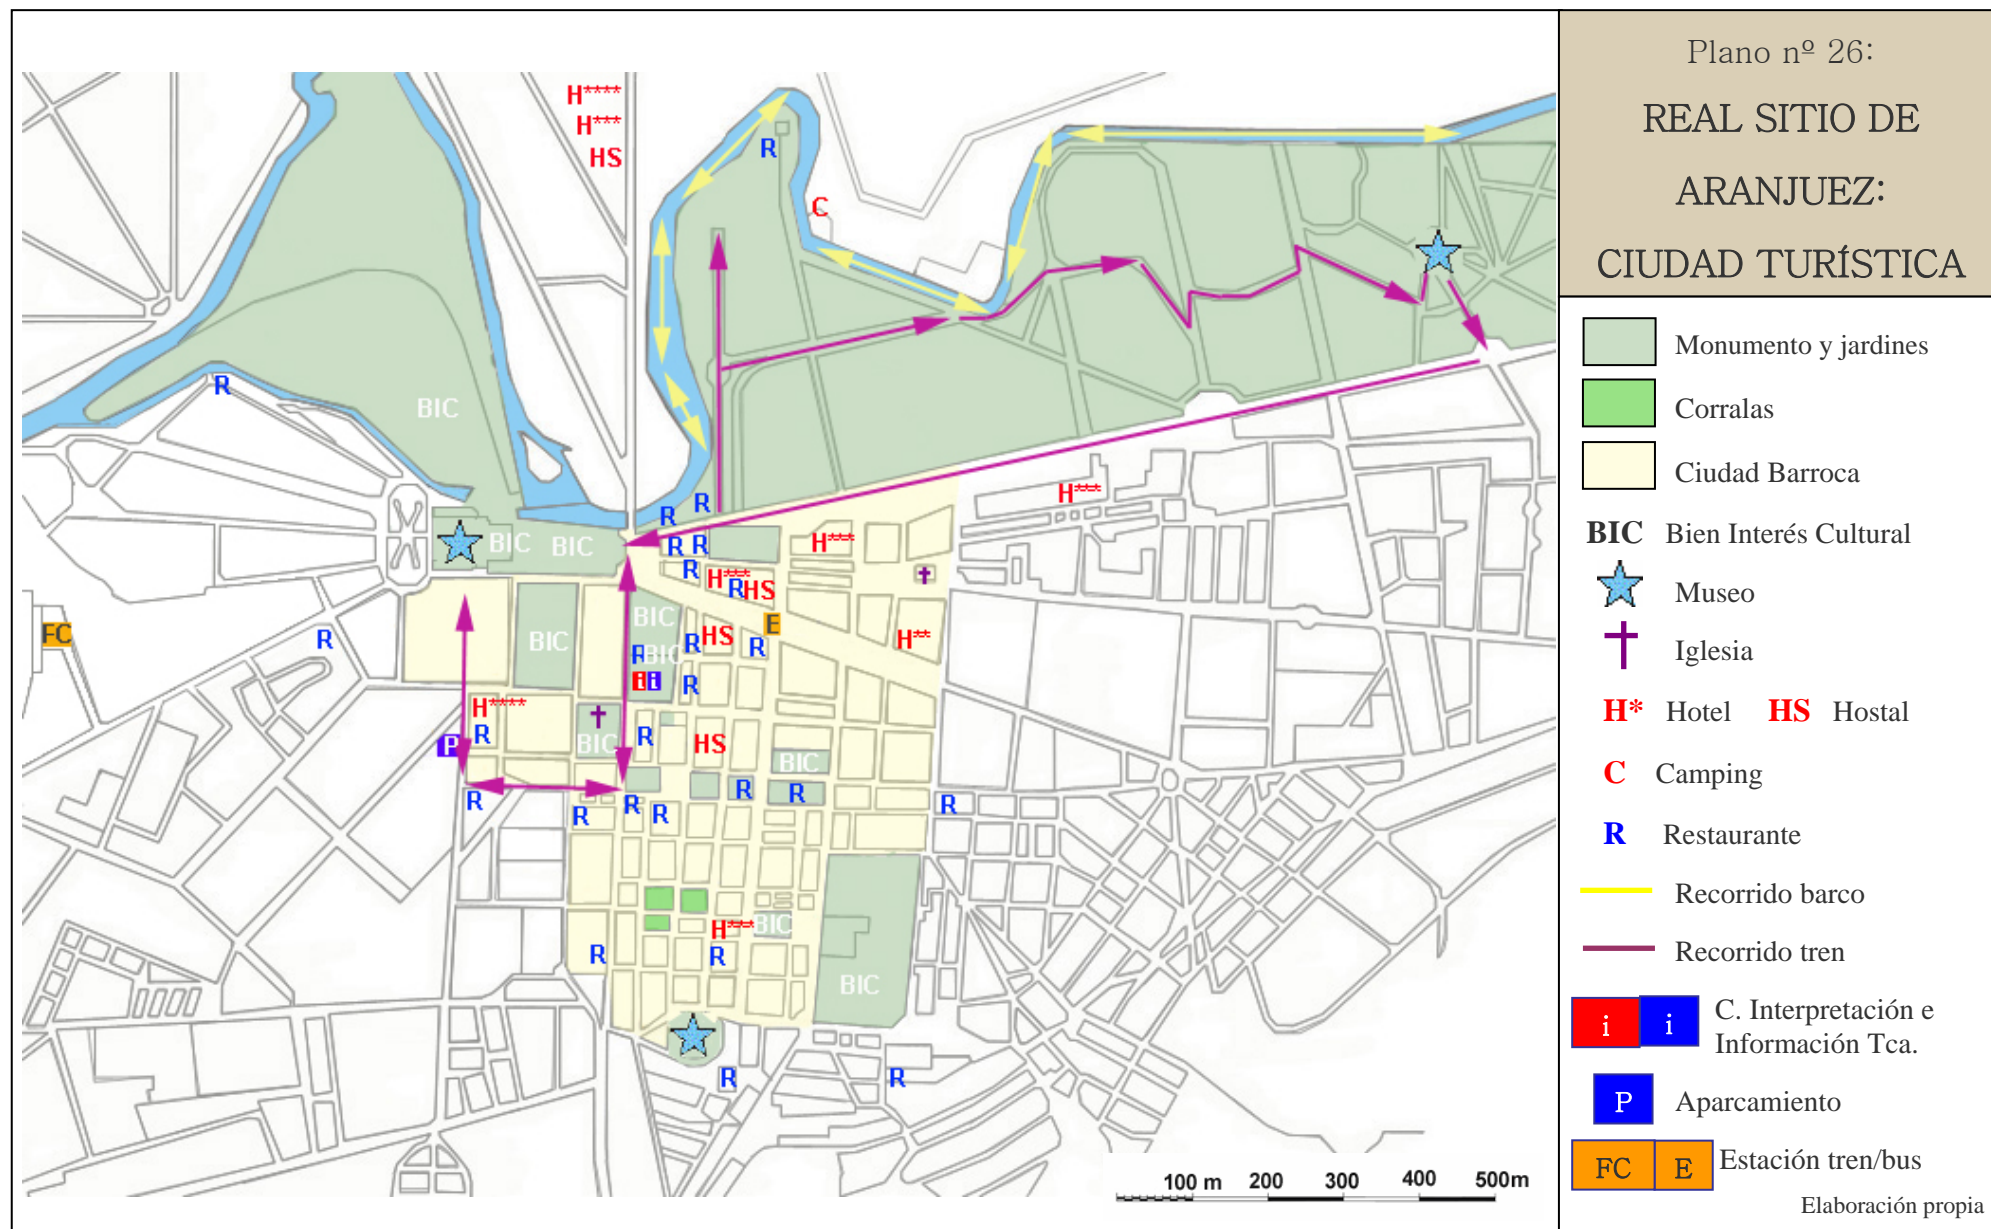 Plano nº 26:
REAL SITIO DE
ARANJUEZ:
CIUDAD TURÍSTICA
Monumento y jardines
Corralas
Ciudad Barroca
BIC Bien Interés Cultural
Museo
Iglesia
H* Hotel HS Hostal
C Camping
R Restaurante
Recorrido barco
Recorrido tren
i i C. Interpretación e
Información Tca.
P Aparcamiento
FC E Estación tren/bus
Elaboración propia
H****
H***
HS
R
C
R
BIC
H***
R
R
BIC
BIC
R R
H***
R
H***
R
HS
BIC
E
FC
R
BIC
R
HS
R
H**
R
BIC
i i
R
H****
R
R
BIC
HS
P
BIC
R
R
R
R
R
R
R
R
H***
BIC
R
R
BIC
R
R
100 m 200 300 400 500m